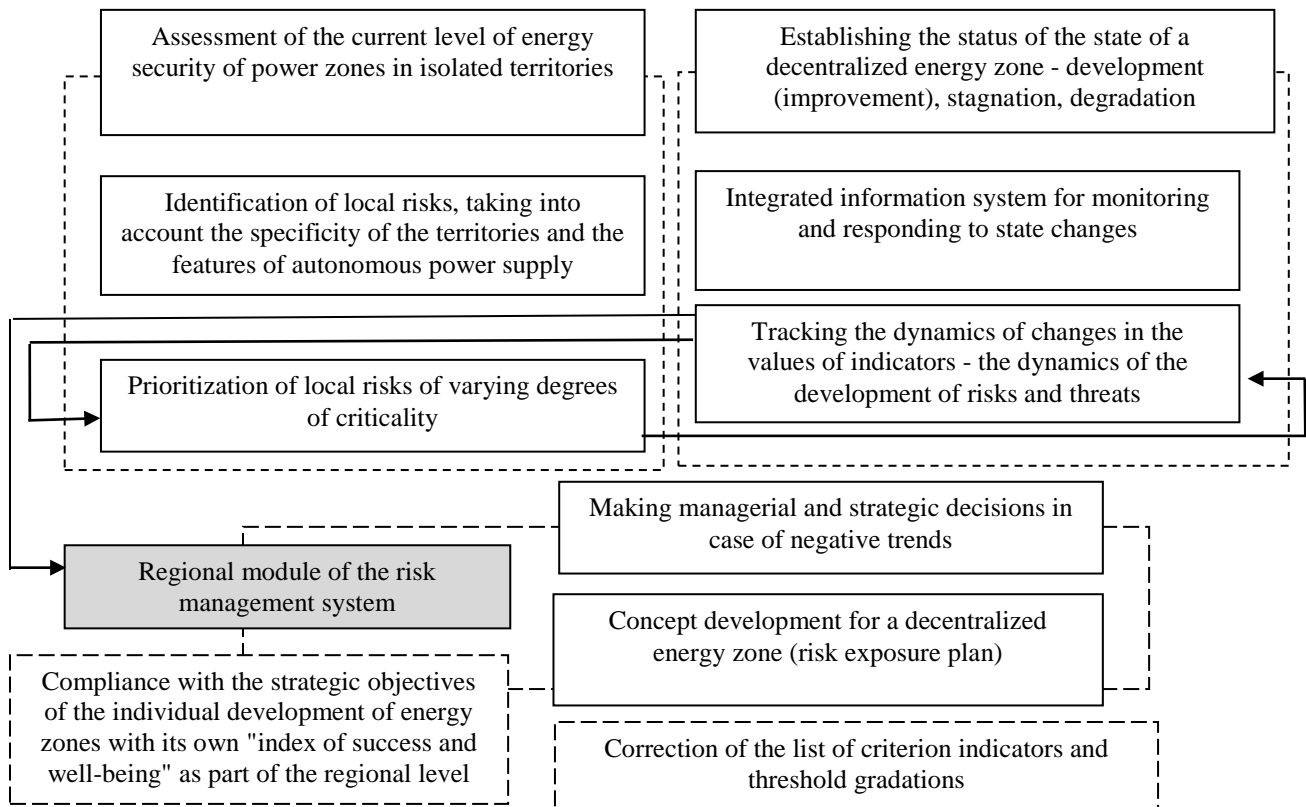 Assessment of the current level of energy
security of power zones in isolated territories
Establishing the status of the state of a
decentralized energy zone - development
(improvement), stagnation, degradation
Identification of local risks, taking into
account the specificity of the territories and the
features of autonomous power supply
Integrated information system for monitoring
and responding to state changes
Tracking the dynamics of changes in the
values of indicators - the dynamics of the
development of risks and threats
Prioritization of local risks of varying degrees
of criticality
Making managerial and strategic decisions in
case of negative trends
Regional module of the risk
management system
Concept development for a decentralized
energy zone (risk exposure plan)
Compliance with the strategic objectives
of the individual development of energy
zones with its own "index of success and
well-being" as part of the regional level
Correction of the list of criterion indicators and
threshold gradations